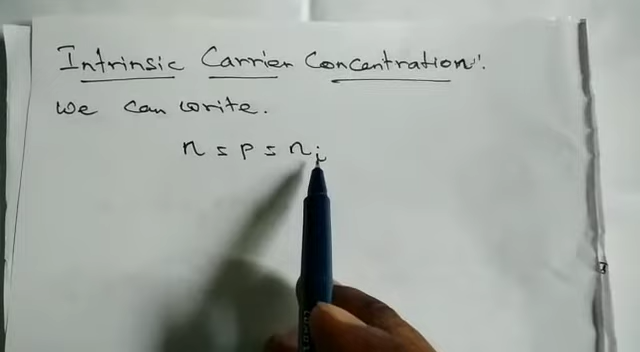 Intrinsic Carrier Concentration".
We can write.
n = p = ni